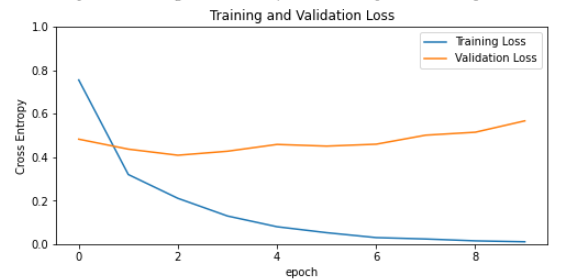 Training and Validation Loss
1.0
Training Loss
Validation Loss
0.8
0.6
0.4
0.2
0.0
Cross Entropy
0 2 4 6 8
epoch